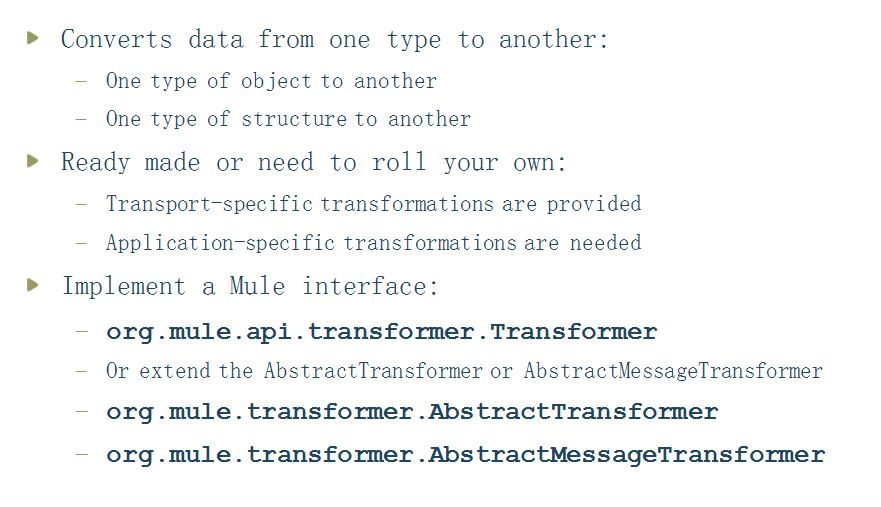 Converts data from one type to another:
– One type of object to another
– One type of structure to another
Ready made or need to roll your own:
– Transport-specific transformations are provided
– Application-specific transformations are needed
Implement a Mule interface:
– org.mule.api.transformer.Transformer
– Or extend the AbstractTransformer or AbstractMessageTransformer
– org.mule.transformer.AbstractTransformer
– org.mule.transformer.AbstractMessageTransformer